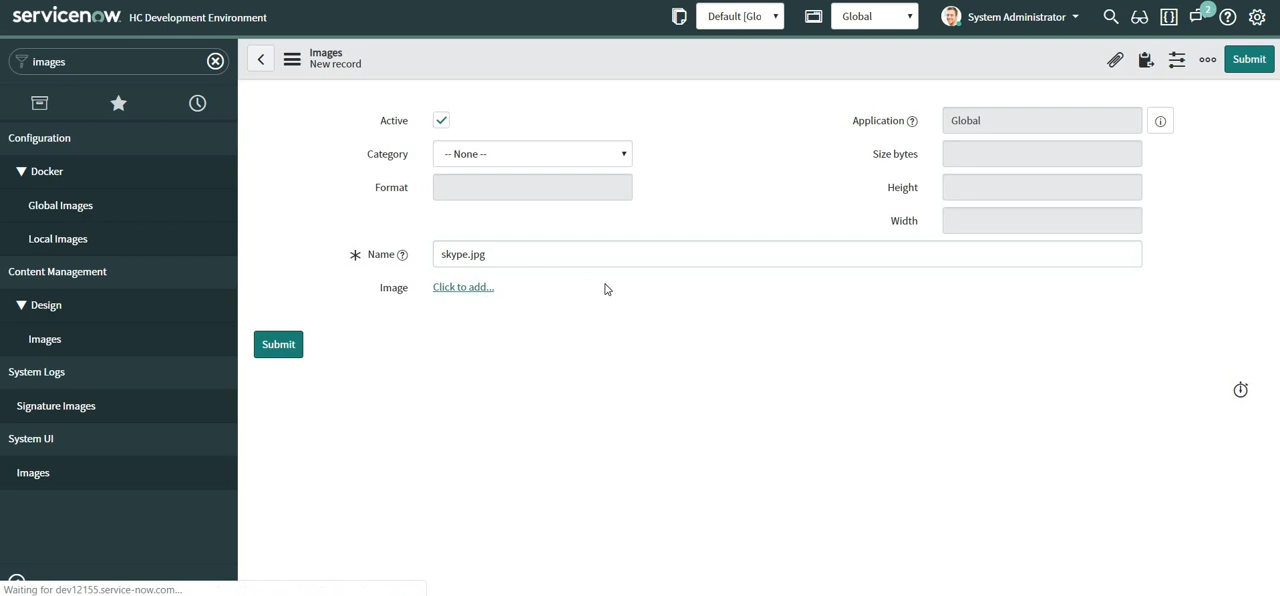 servicenow. HC Development Environment
Default [Glo
Global
System Administrator
2
images
Images
New record
Submit
Configuration
Docker
Global Images
Local Images
Content Management
Design
Images
System Logs
Signature Images
System UI
Images
Active
Application
Global
Category
-- None --
Size bytes
Format
Height
Width
Name
skype.jpg
Image
Click to add...
Submit
Waiting for dev12155.service-now.com...